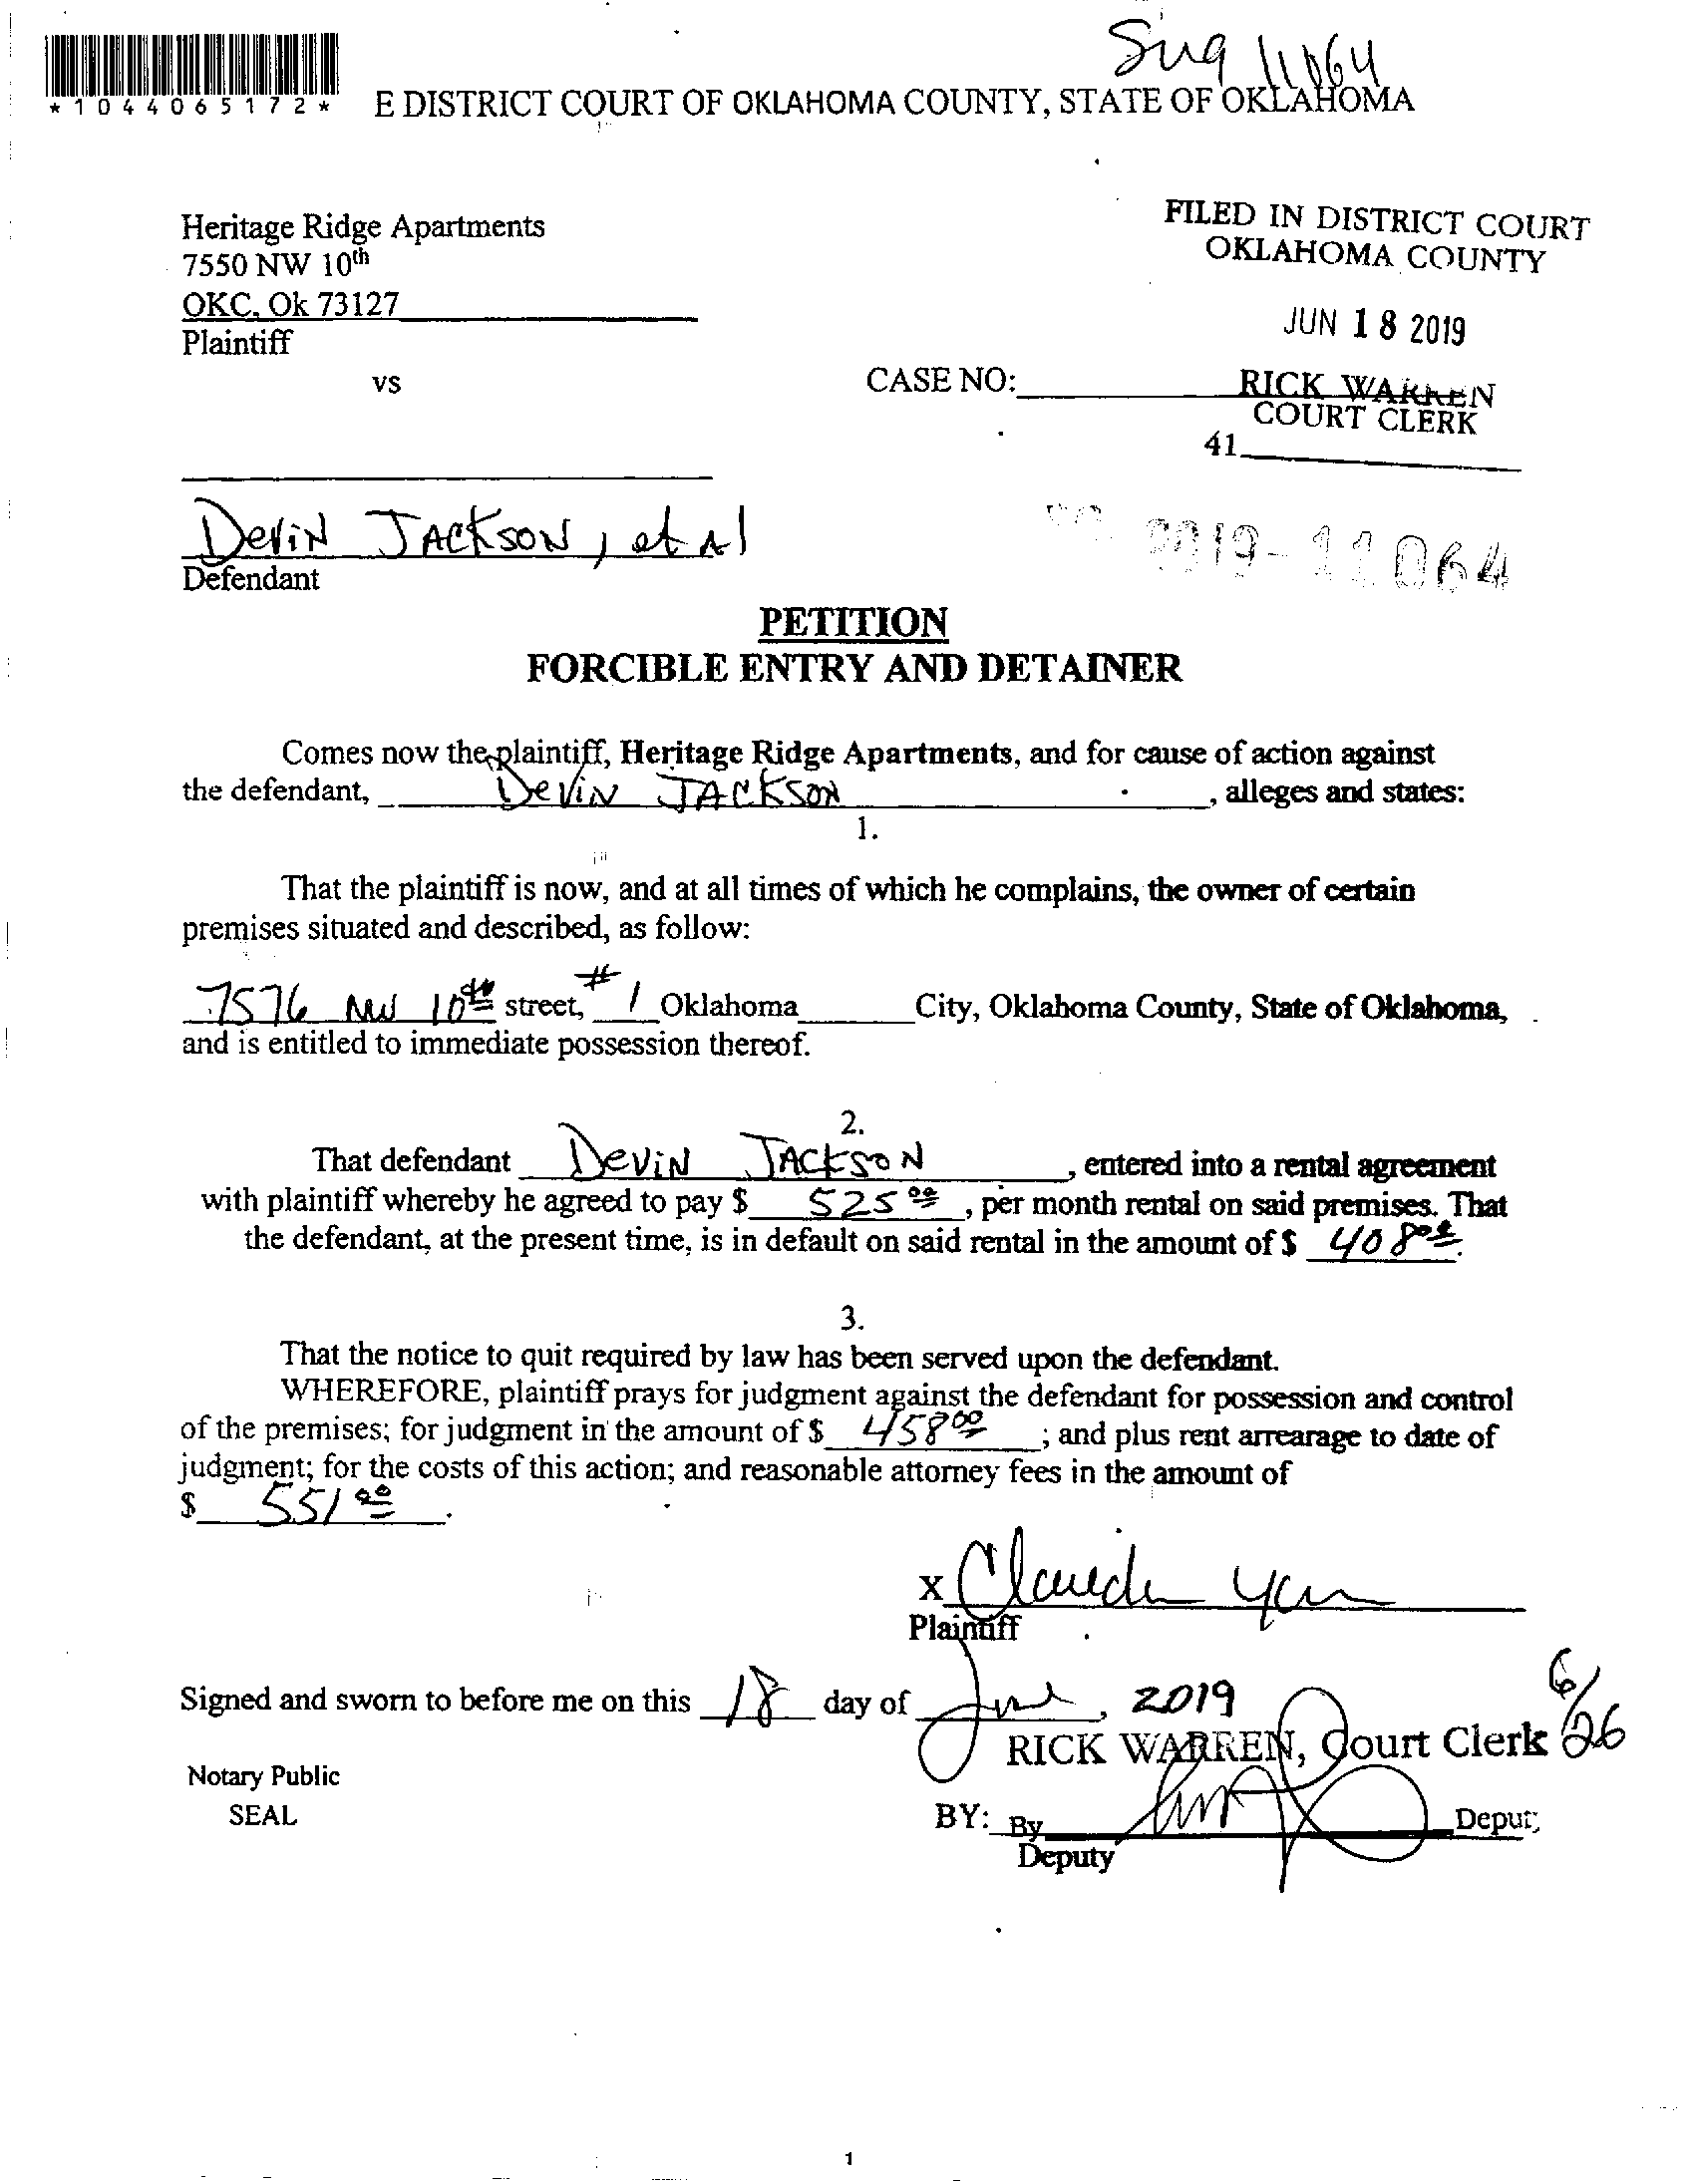 Sug 11064
*1044065172*
E DISTRICT COURT OF OKLAHOMA COUNTY, STATE OF OKLAHOMA
Heritage Ridge Apartments
7550 NW 10th
OKC, Ok 73127
Plaintiff
vs
FILED IN DISTRICT COURT
OKLAHOMA COUNTY
JUN 18 2019
CASE NO:
RICK WARREN
COURT CLERK
41
Devin JACKSON, et al
Defendant
2019-11064
PETITION
FORCIBLE ENTRY AND DETAINER
Comes now the plaintiff, Heritage Ridge Apartments, and for cause of action against
the defendant, Devin JACKSON, alleges and states:
1.
That the plaintiff is now, and at all times of which he complains, the owner of certain
premises situated and described, as follow:
7576 NW 10th street, #1 Oklahoma City, Oklahoma County, State of Oklahoma,
and is entitled to immediate possession thereof.
2.
That defendant Devin JACKSON, entered into a rental agreement
with plaintiff whereby he agreed to pay $ 525 00, per month rental on said premises. That
the defendant, at the present time, is in default on said rental in the amount of $ 408 00.
3.
That the notice to quit required by law has been served upon the defendant.
WHEREFORE, plaintiff prays for judgment against the defendant for possession and control
of the premises; for judgment in the amount of $ 458 00; and plus rent arrearage to date of
judgment; for the costs of this action; and reasonable attorney fees in the amount of
$ 551 00.
x
Plaintiff
Signed and sworn to before me on this 18 day of June, 2019
RICK WARREN, Court Clerk 6/26
Notary Public
SEAL
BY: By Deputy
Deputy
1